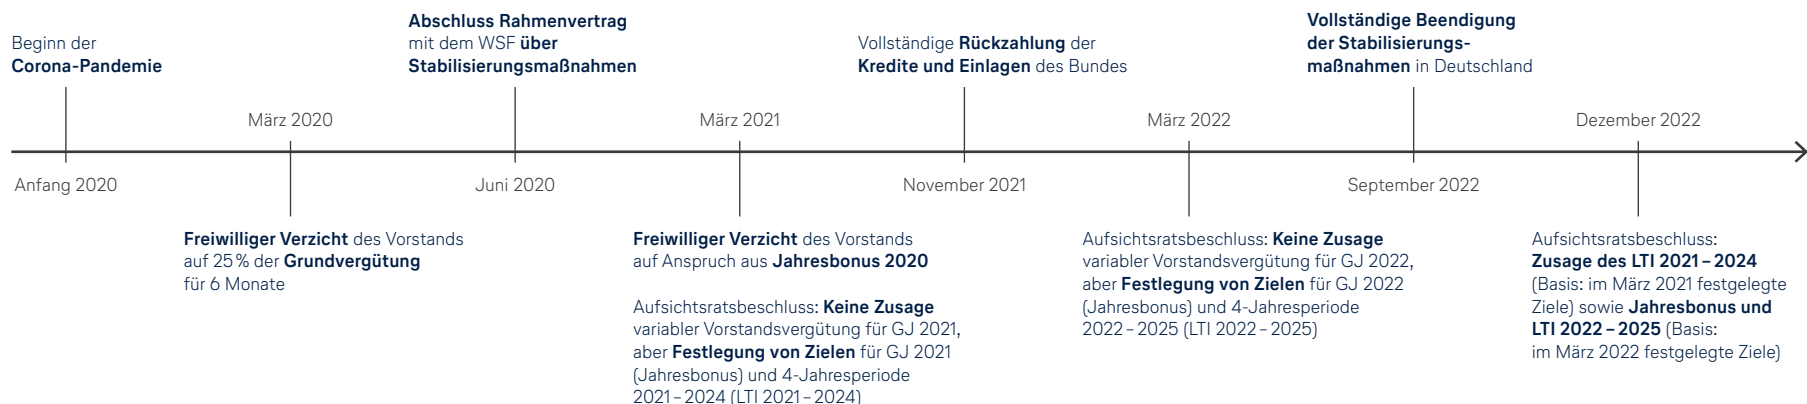 Beginn der
Corona-Pandemie
Anfang 2020
März 2020
Freiwilliger Verzicht des Vorstands
auf 25 % der Grundvergütung
für 6 Monate
Abschluss Rahmenvertrag
mit dem WSF über
Stabilisierungsmaßnahmen
Juni 2020
März 2021
Freiwilliger Verzicht des Vorstands
auf Anspruch aus Jahresbonus 2020
Aufsichtsratsbeschluss: Keine Zusage
variabler Vorstandsvergütung für GJ 2021,
aber Festlegung von Zielen für GJ 2021
(Jahresbonus) und 4-Jahresperiode
2021 – 2024 (LTI 2021 – 2024)
Vollständige Rückzahlung der
Kredite und Einlagen des Bundes
November 2021
März 2022
Aufsichtsratsbeschluss: Keine Zusage
variabler Vorstandsvergütung für GJ 2022,
aber Festlegung von Zielen für GJ 2022
(Jahresbonus) und 4-Jahresperiode
2022 – 2025 (LTI 2022 – 2025)
Vollständige Beendigung
der Stabilisierungs-
maßnahmen in Deutschland
September 2022
Dezember 2022
Aufsichtsratsbeschluss:
Zusage des LTI 2021 – 2024
(Basis: im März 2021 festgelegte
Ziele) sowie Jahresbonus und
LTI 2022 – 2025 (Basis:
im März 2022 festgelegte Ziele)